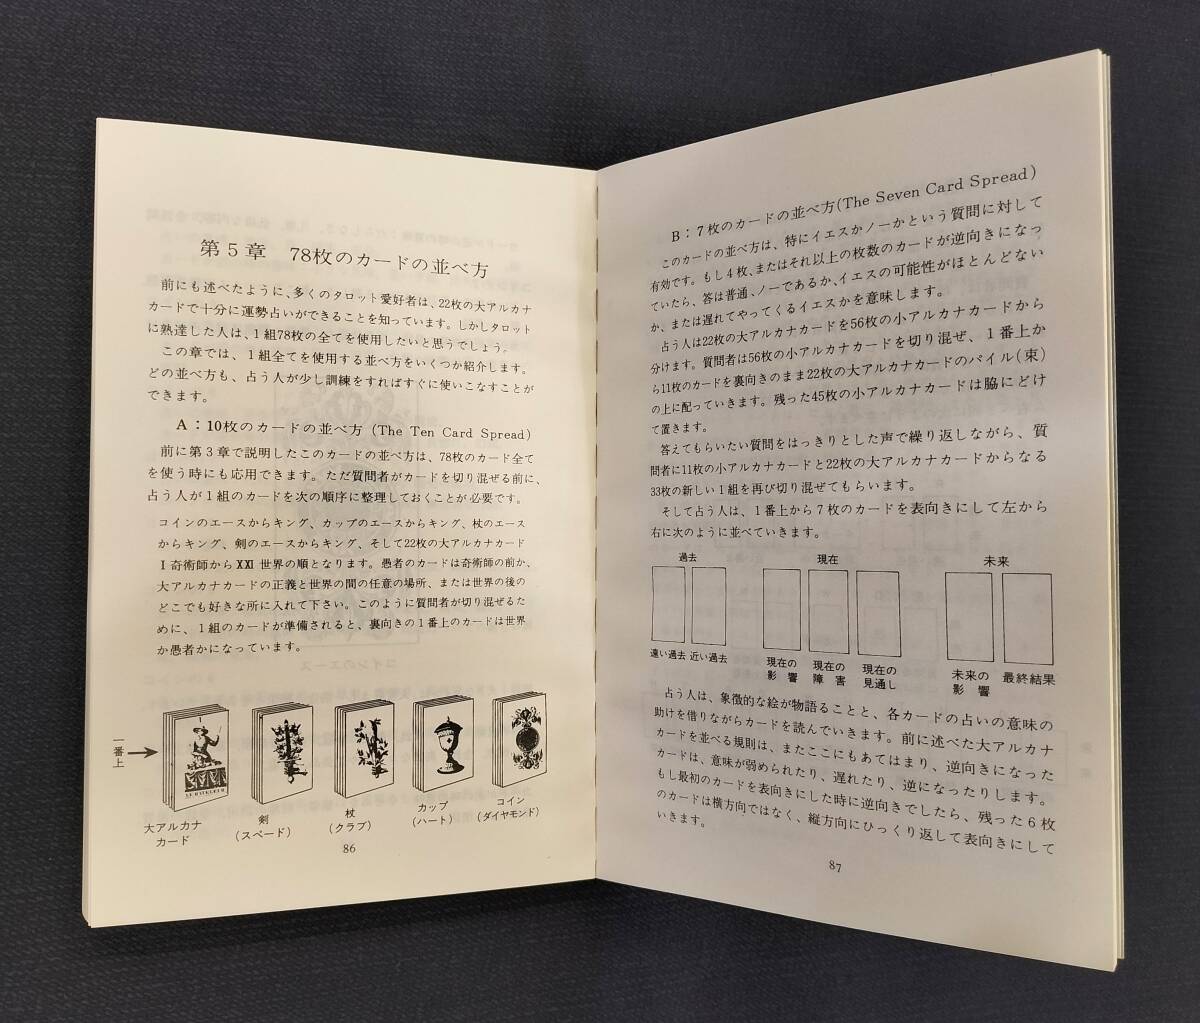 第5章　78枚のカードの並べ方
前にも述べたように、多くのタロット愛好者は、22枚の大アルカナ
カードで十分に運勢占いができることを知っています。しかしタロット
に熟達した人は、1組78枚の全てを使用したいと思うでしょう。
この章では、1組全てを使用する並べ方をいくつか紹介します。
どの並べ方も、占う人が少し訓練をすればすぐに使いこなすことが
できます。
A：10枚のカードの並べ方 (The Ten Card Spread)
前に第3章で説明したこのカードの並べ方は、78枚のカード全て
を使う時にも応用できます。ただ質問者がカードを切り混ぜる前に、
占う人が1組のカードを次の順序に整理しておくことが必要です。
コインのエースからキング、カップのエースからキング、杖のエース
からキング、剣のエースからキング、そして22枚の大アルカナカード
I奇術師からXXI世界の順となります。愚者のカードは奇術師の前か、
大アルカナカードの正義と世界の間の任意の場所、または世界の後の
どこでも好きな所に入れて下さい。このように質問者が切り混ぜるた
めに、1組のカードが準備されると、裏向きの1番上のカードは世界
か愚者かになっています。
一番上
大アルカナ
カード
剣
(スペード)
杖
(クラブ)
カップ
(ハート)
コイン
(ダイヤモンド)
86
B：7枚のカードの並べ方(The Seven Card Spread)
このカードの並べ方は、特にイエスかノーかという質問に対して
有効です。もし4枚、またはそれ以上の枚数のカードが逆向きになっ
ていたら、答は普通、ノーであるか、イエスの可能性がほとんどない
か、または遅れてやってくるイエスかを意味します。
占う人は22枚の大アルカナカードを56枚の小アルカナカードから
分けます。質問者は56枚の小アルカナカードを切り混ぜ、1番上か
ら11枚のカードを裏向きのまま22枚の大アルカナカードのパイル(束)
の上に配っていきます。残った45枚の小アルカナカードは脇にどけ
て置きます。
答えてもらいたい質問をはっきりとした声で繰り返しながら、質
問者に11枚の小アルカナカードと22枚の大アルカナカードからなる
33枚の新しい1組を再び切り混ぜてもらいます。
そして占う人は、1番上から7枚のカードを表向きにして左から
右に次のように並べていきます。
過去
現在
未来
遠い過去
近い過去
現在の
影響
現在の
障害
現在の
見通し
未来の
影響
最終結果
占う人は、象徴的な絵が物語ることと、各カードの占いの意味の
助けを借りながらカードを読んでいきます。前に述べた大アルカナ
カードを並べる規則は、またここにもあてはまり、逆向きになった
カードは、意味が弱められたり、遅れたり、逆になったりします。
もし最初のカードを表向きにした時に逆向きでしたら、残った6枚
のカードは横方向ではなく、縦方向にひっくり返して表向きにして
いきます。
87